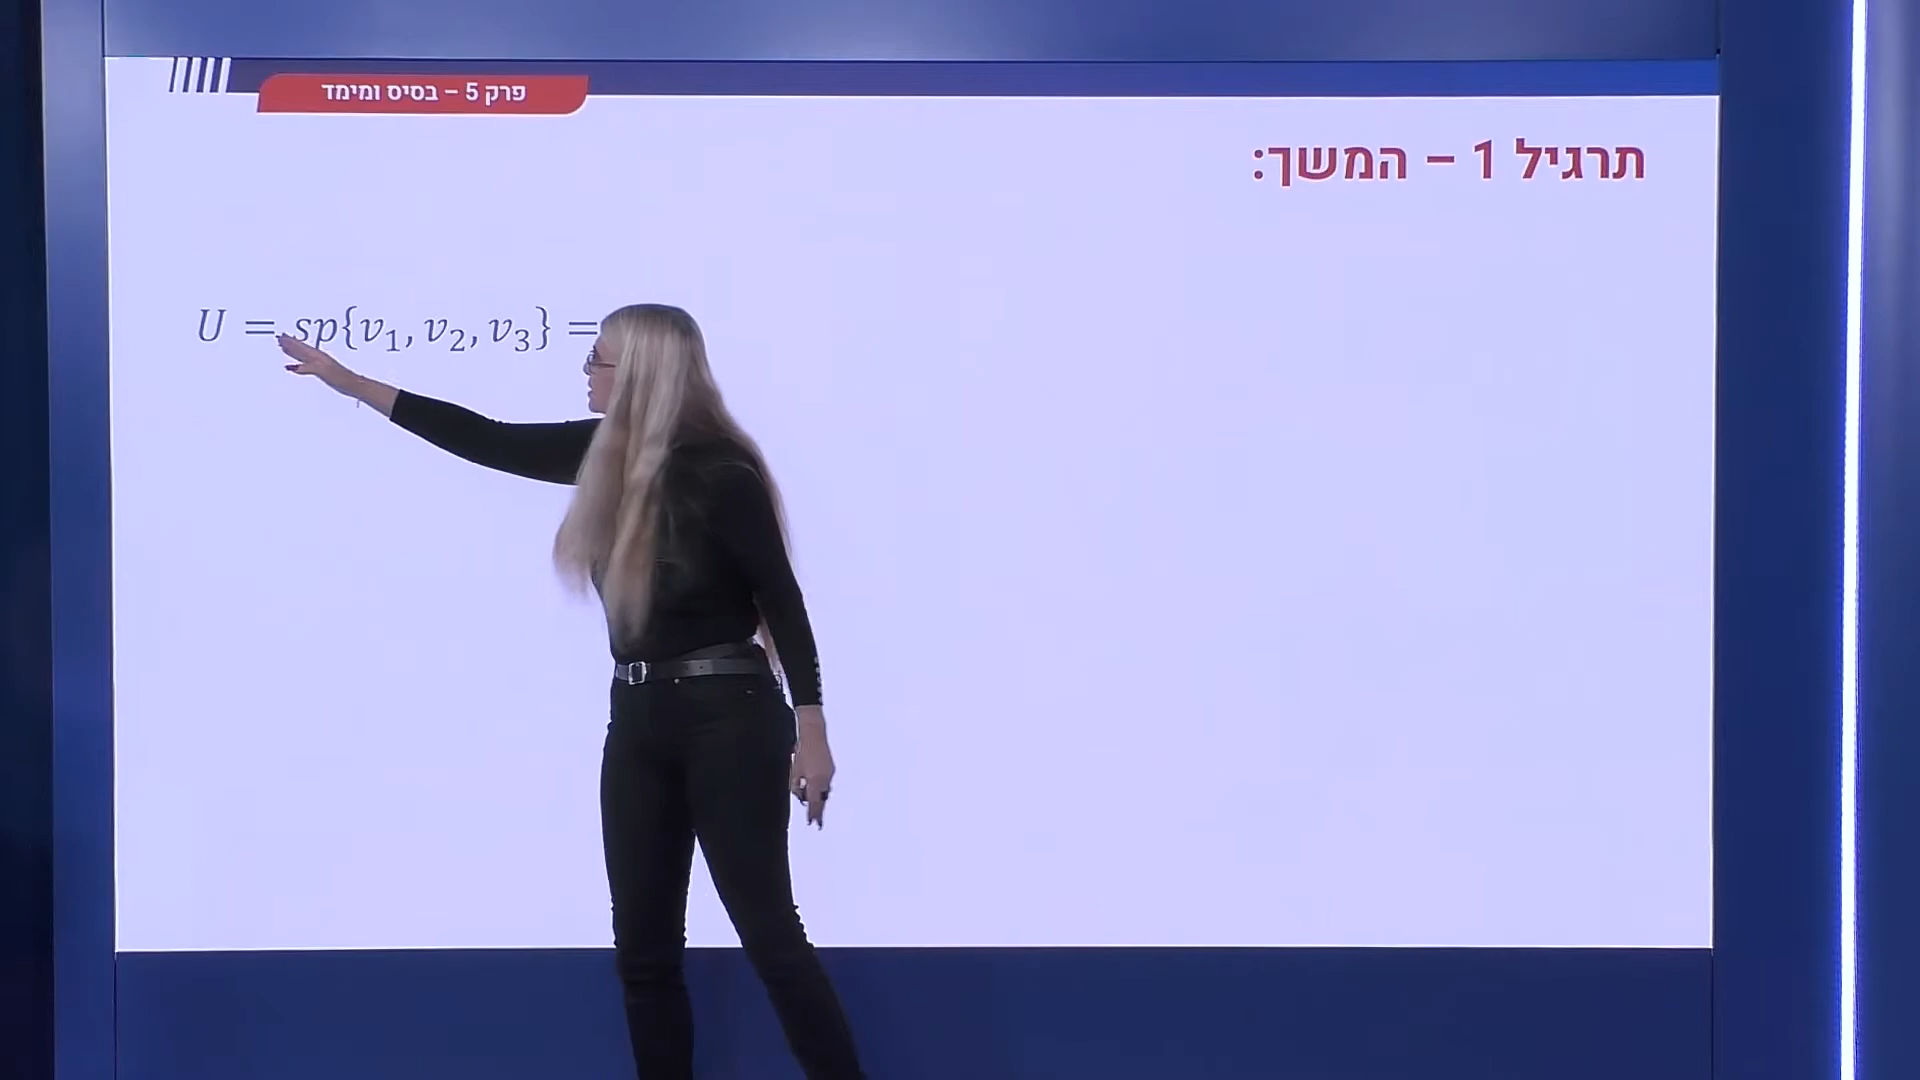 פרק 5 – בסיס ומימד
תרגיל 1 – המשך:
U = sp{v₁, v₂, v₃} =